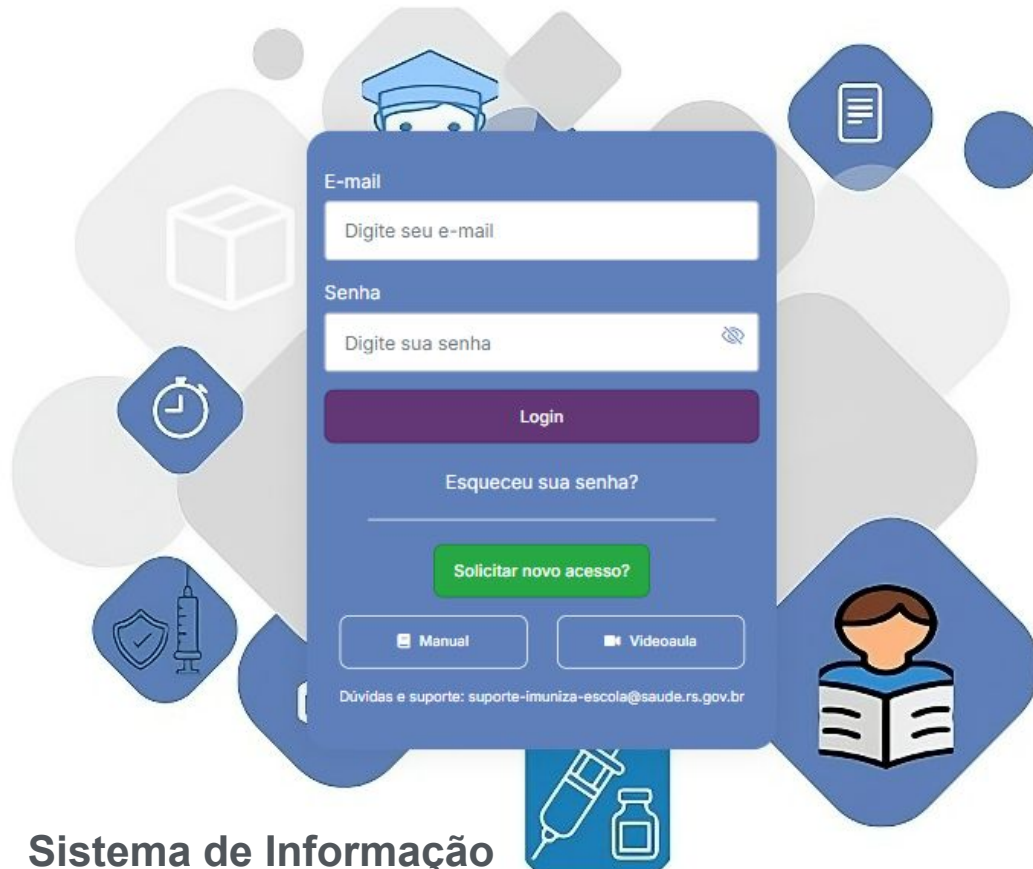 E-mail
Digite seu e-mail
Senha
Digite sua senha
Login
Esqueceu sua senha?
Solicitar novo acesso?
Manual
Videoaula
Dúvidas e suporte: suporte-imuniza-escola@saude.rs.gov.br
Sistema de Informação